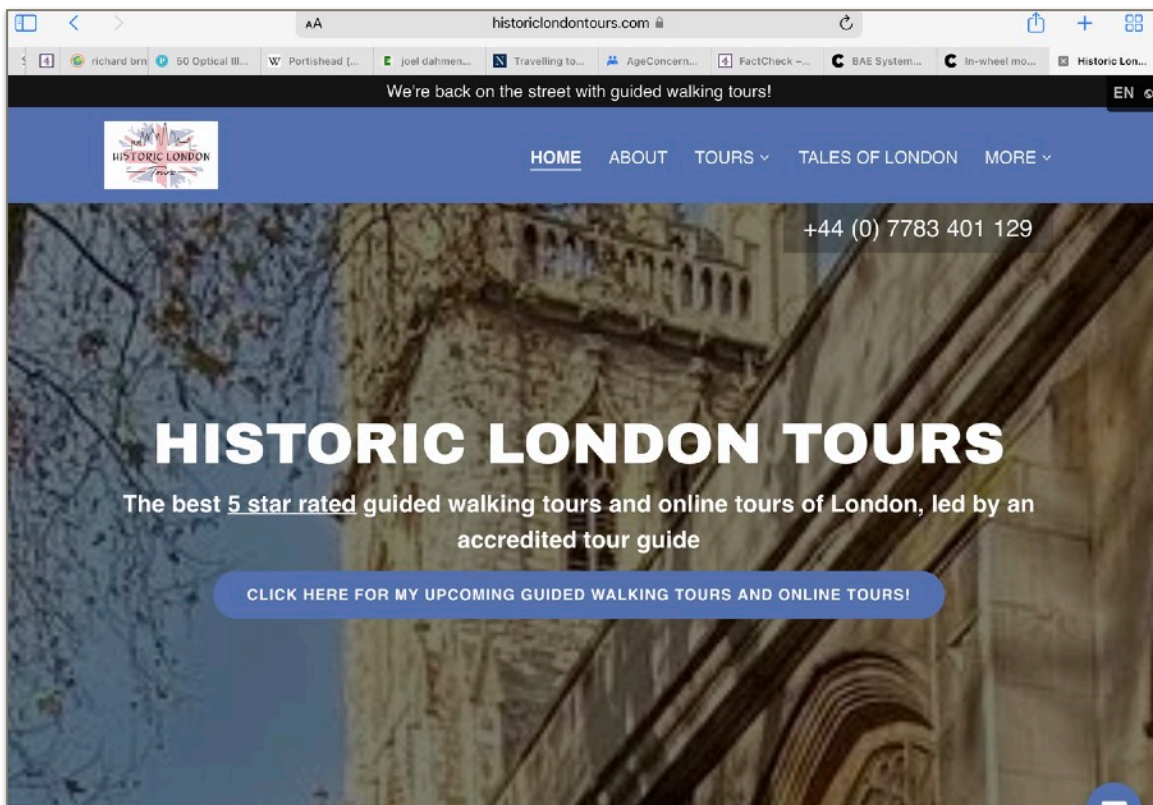 AA
historiclondontours.com
4
richard brn
50 Optical Ill...
W Portishead (...
E joel dahmen...
N Travelling to...
AgeConcern...
4 FactCheck –...
C BAE System...
C In-wheel mo...
Historic Lon...
We're back on the street with guided walking tours!
EN
HISTORIC LONDON
Tours
HOME
ABOUT
TOURS
TALES OF LONDON
MORE
+44 (0) 7783 401 129
HISTORIC LONDON TOURS
The best 5 star rated guided walking tours and online tours of London, led by an
accredited tour guide
CLICK HERE FOR MY UPCOMING GUIDED WALKING TOURS AND ONLINE TOURS!